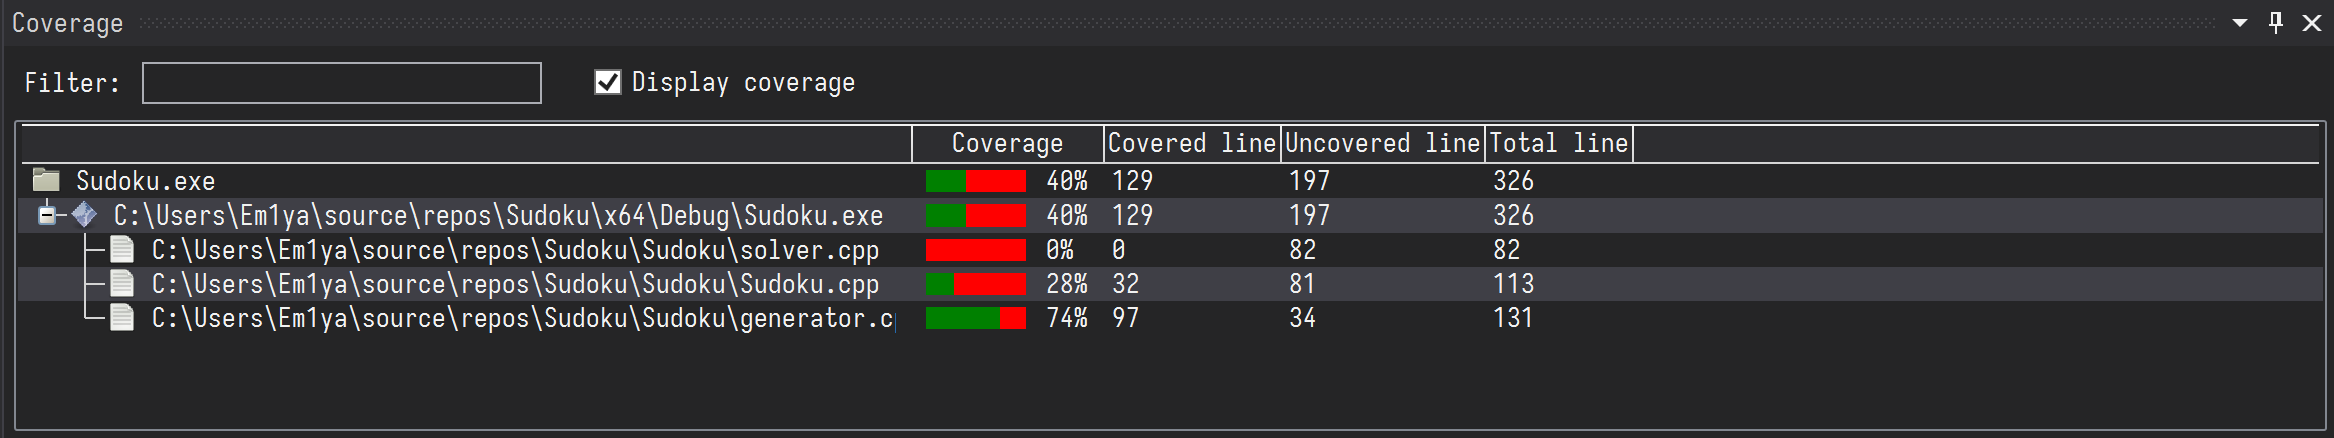 Coverage
Filter: Display coverage
Coverage Covered line Uncovered line Total line
Sudoku.exe 40% 129 197 326
C:\Users\Em1ya\source\repos\Sudoku\x64\Debug\Sudoku.exe 40% 129 197 326
C:\Users\Em1ya\source\repos\Sudoku\Sudoku\solver.cpp 0% 0 82 82
C:\Users\Em1ya\source\repos\Sudoku\Sudoku\Sudoku.cpp 28% 32 81 113
C:\Users\Em1ya\source\repos\Sudoku\Sudoku\generator.c 74% 97 34 131